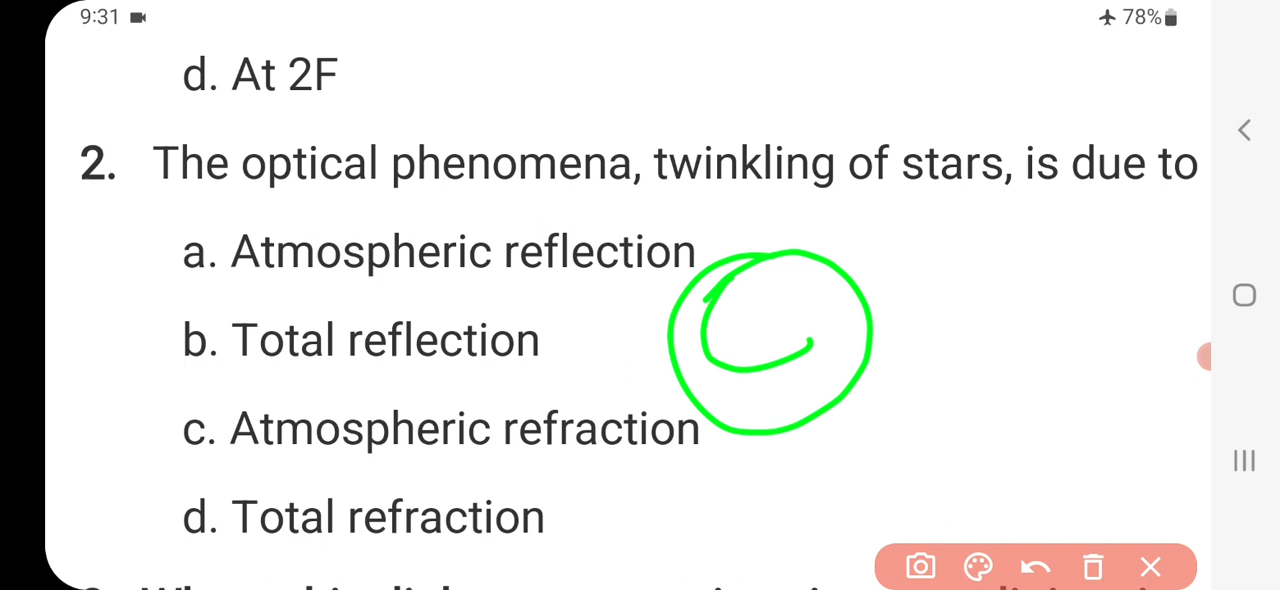 9:31
78%
d. At 2F
2. The optical phenomena, twinkling of stars, is due to
a. Atmospheric reflection
C
b. Total reflection
c. Atmospheric refraction
d. Total refraction